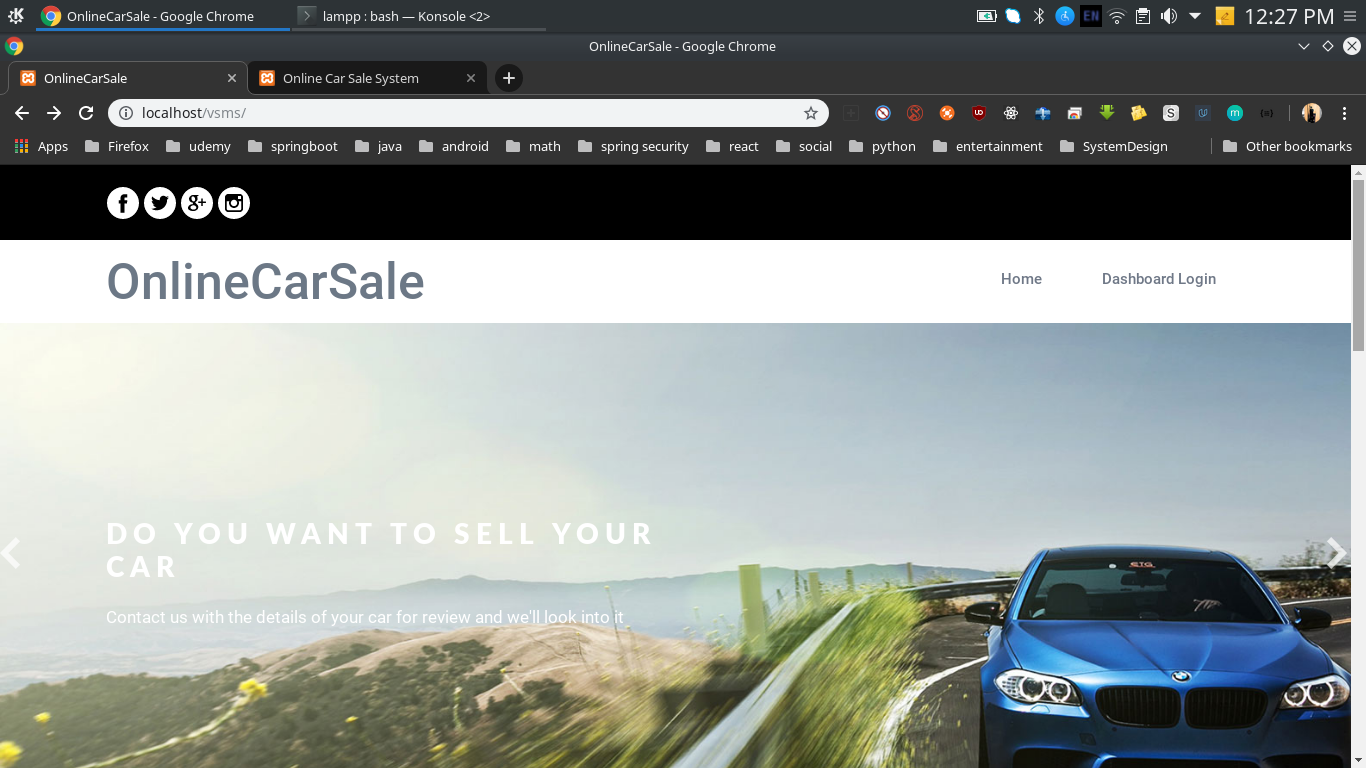 OnlineCarSale - Google Chrome
lampp : bash — Konsole <2>
EN
12:27 PM
OnlineCarSale - Google Chrome
OnlineCarSale
Online Car Sale System
localhost/vsms/
Apps
Firefox
udemy
springboot
java
android
math
spring security
react
social
python
entertainment
SystemDesign
Other bookmarks
OnlineCarSale
Home
Dashboard Login
DO YOU WANT TO SELL YOUR
CAR
Contact us with the details of your car for review and we'll look into it
ETG